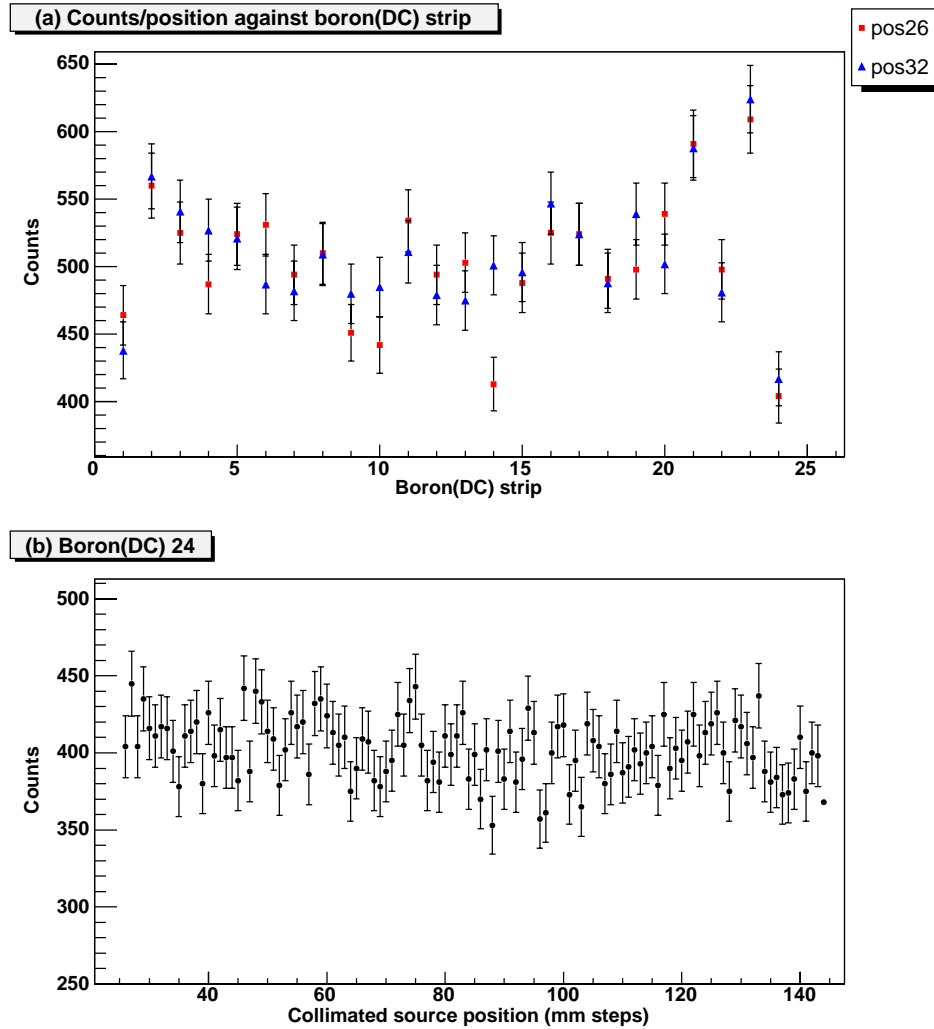 (a) Counts/position against boron(DC) strip
pos26
pos32
650
600
550
500
450
400
Counts
0 5 10 15 20 25
Boron(DC) strip
(b) Boron(DC) 24
500
450
400
350
300
250
Counts
40 60 80 100 120 140
Collimated source position (mm steps)